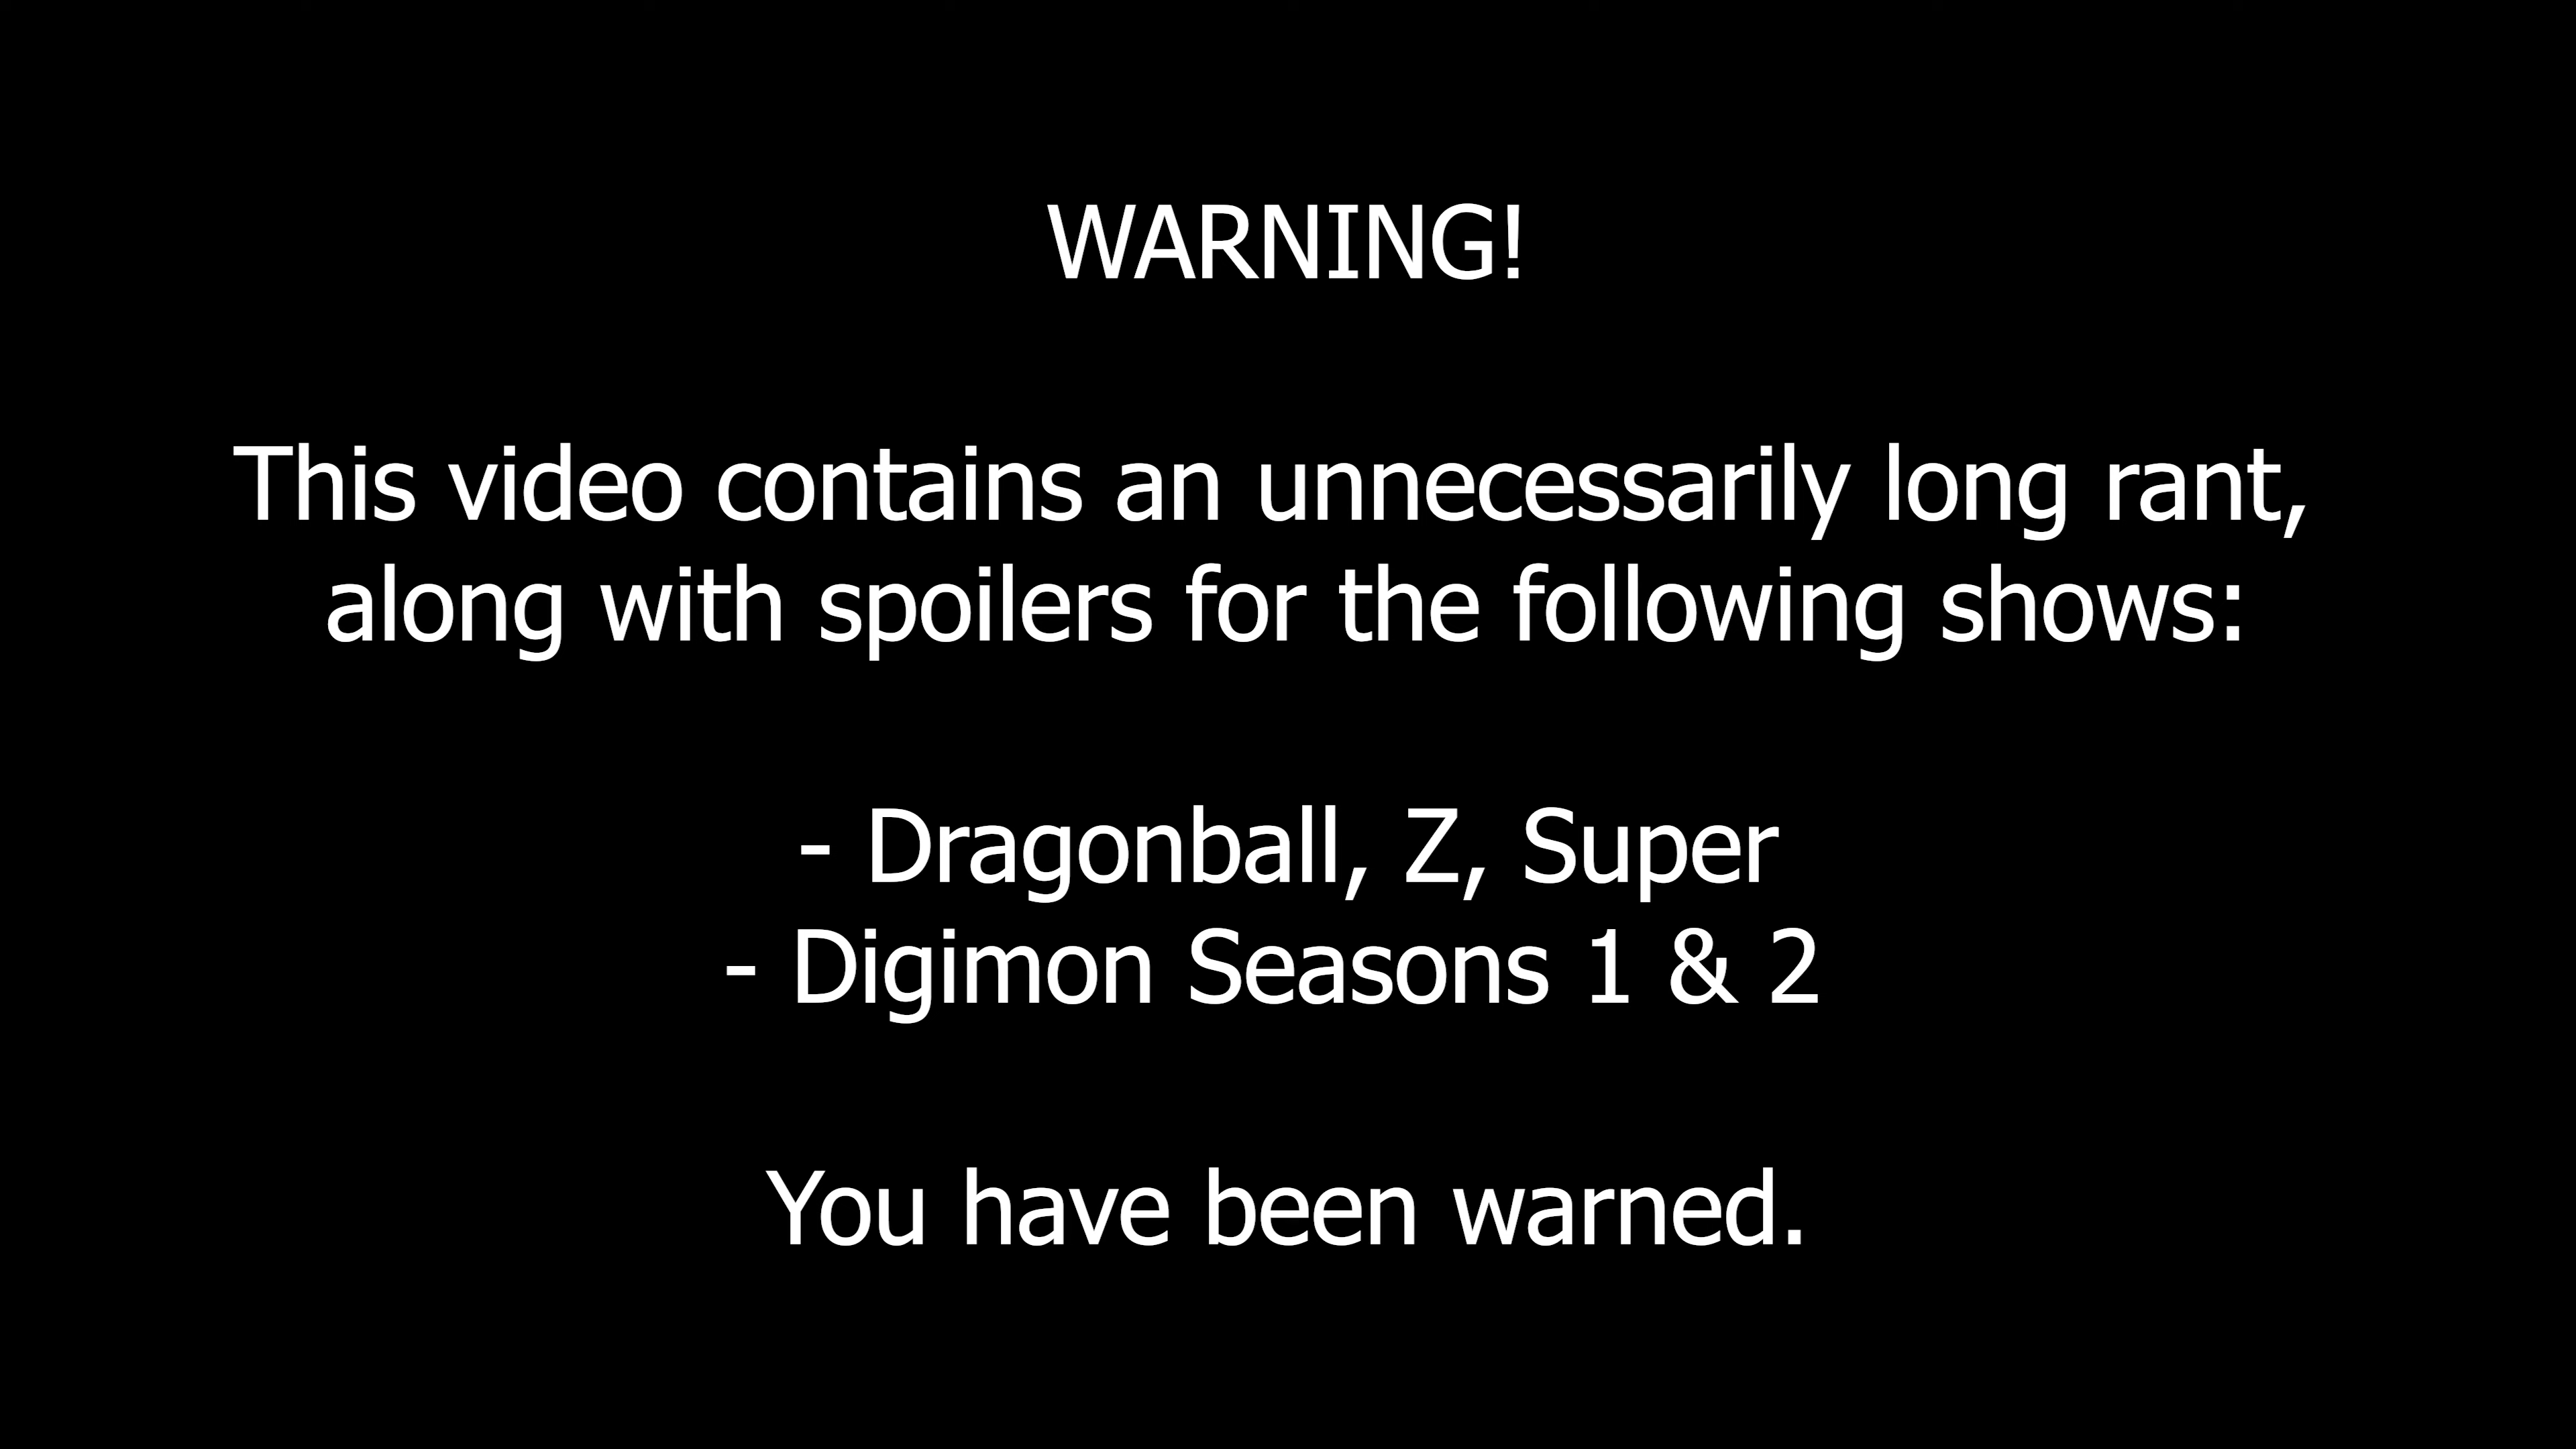 WARNING!
This video contains an unnecessarily long rant,
along with spoilers for the following shows:
- Dragonball, Z, Super
- Digimon Seasons 1 & 2
You have been warned.